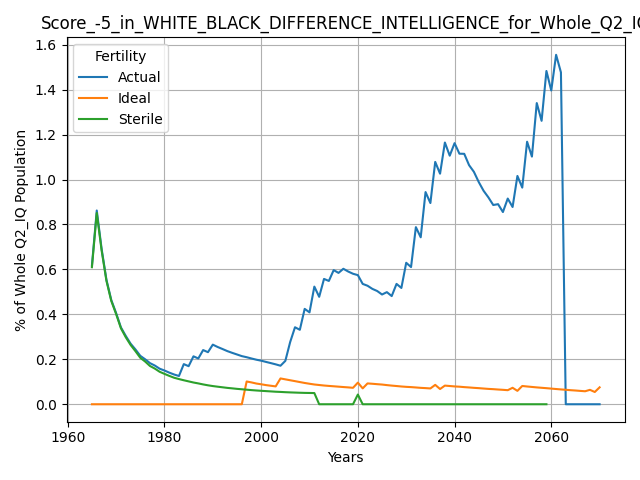 Score_-5_in_WHITE_BLACK_DIFFERENCE_INTELLIGENCE_for_Whole_Q2_IQ
Fertility
Actual
Ideal
Sterile
1.6
1.4
1.2
1.0
0.8
0.6
0.4
0.2
0.0
% of Whole Q2_IQ Population
1960 1980 2000 2020 2040 2060
Years